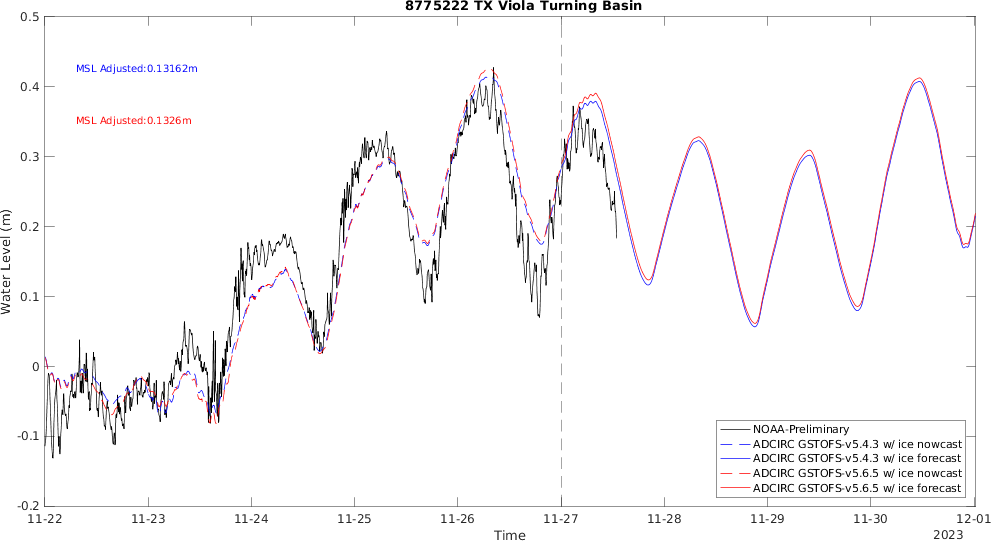 8775222 TX Viola Turning Basin
0.5
MSL Adjusted:0.13162m
0.4
MSL Adjusted:0.1326m
0.3
0.2
0.1
0
-0.1
-0.2
Water Level (m)
NOAA-Preliminary
ADCIRC GSTOFS-v5.4.3 w/ ice nowcast
ADCIRC GSTOFS-v5.4.3 w/ ice forecast
ADCIRC GSTOFS-v5.6.5 w/ ice nowcast
ADCIRC GSTOFS-v5.6.5 w/ ice forecast
11-22 11-23 11-24 11-25 11-26 11-27 11-28 11-29 11-30 12-01
Time
2023